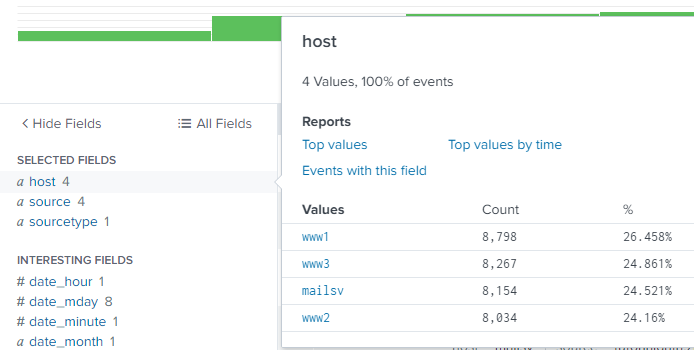 host
4 Values, 100% of events
Reports
Top values Top values by time
Events with this field
Values Count %
www1 8,798 26.458%
www3 8,267 24.861%
mailsv 8,154 24.521%
www2 8,034 24.16%
Hide Fields All Fields
SELECTED FIELDS
a host 4
a source 4
a sourcetype 1
INTERESTING FIELDS
# date_hour 1
# date_mday 8
# date_minute 1
a date_month 1